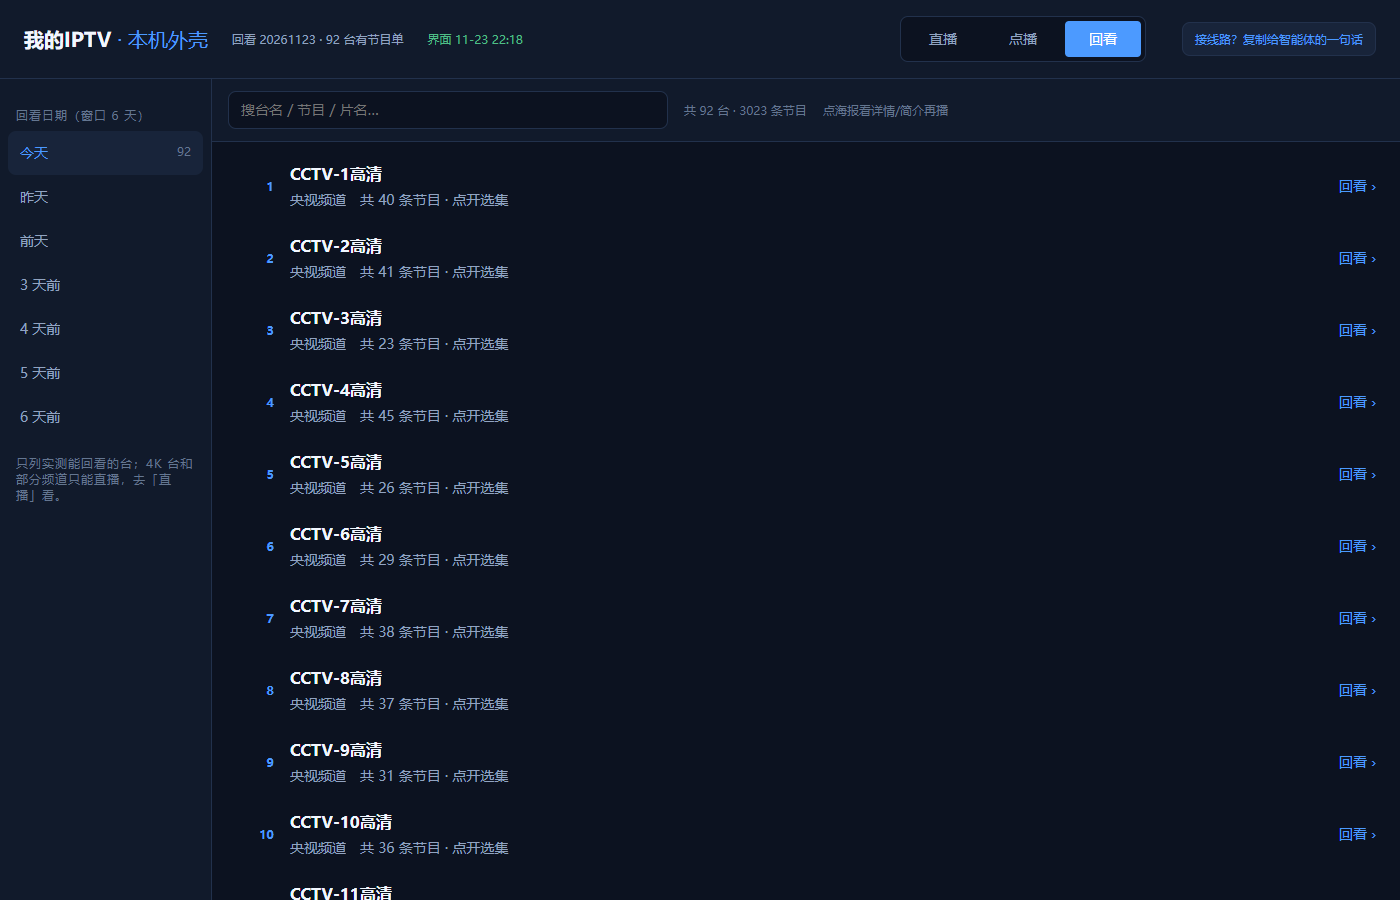 我的IPTV · 本机外壳
回看 20261123 · 92 台有节目单
界面 11-23 22:18
直播
点播
回看
接线路？复制给智能体的一句话
回看日期（窗口 6 天）
今天 92
昨天
前天
3 天前
4 天前
5 天前
6 天前
只列实测能回看的台；4K 台和
部分频道只能直播，去「直
播」看。
搜台名 / 节目 / 片名...
共 92 台 · 3023 条节目
点海报看详情/简介再播
1
CCTV-1高清
央视频道 共 40 条节目 · 点开选集
回看 ›
2
CCTV-2高清
央视频道 共 41 条节目 · 点开选集
回看 ›
3
CCTV-3高清
央视频道 共 23 条节目 · 点开选集
回看 ›
4
CCTV-4高清
央视频道 共 45 条节目 · 点开选集
回看 ›
5
CCTV-5高清
央视频道 共 26 条节目 · 点开选集
回看 ›
6
CCTV-6高清
央视频道 共 29 条节目 · 点开选集
回看 ›
7
CCTV-7高清
央视频道 共 38 条节目 · 点开选集
回看 ›
8
CCTV-8高清
央视频道 共 37 条节目 · 点开选集
回看 ›
9
CCTV-9高清
央视频道 共 31 条节目 · 点开选集
回看 ›
10
CCTV-10高清
央视频道 共 36 条节目 · 点开选集
回看 ›
CCTV-11高清